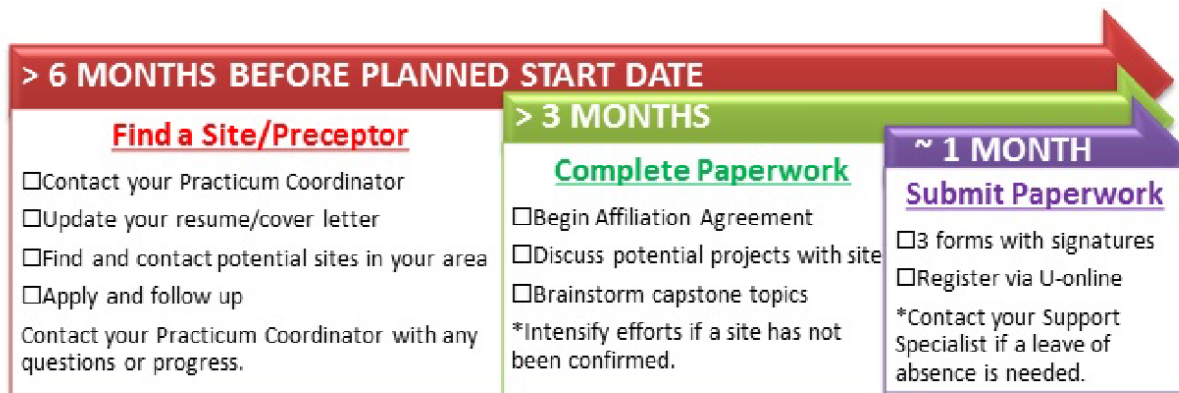 > 6 MONTHS BEFORE PLANNED START DATE
Find a Site/Preceptor
☐Contact your Practicum Coordinator
☐Update your resume/cover letter
☐Find and contact potential sites in your area
☐Apply and follow up
Contact your Practicum Coordinator with any
questions or progress.
> 3 MONTHS
Complete Paperwork
☐Begin Affiliation Agreement
☐Discuss potential projects with site
☐Brainstorm capstone topics
*Intensify efforts if a site has not
been confirmed.
~ 1 MONTH
Submit Paperwork
☐3 forms with signatures
☐Register via U-online
*Contact your Support
Specialist if a leave of
absence is needed.